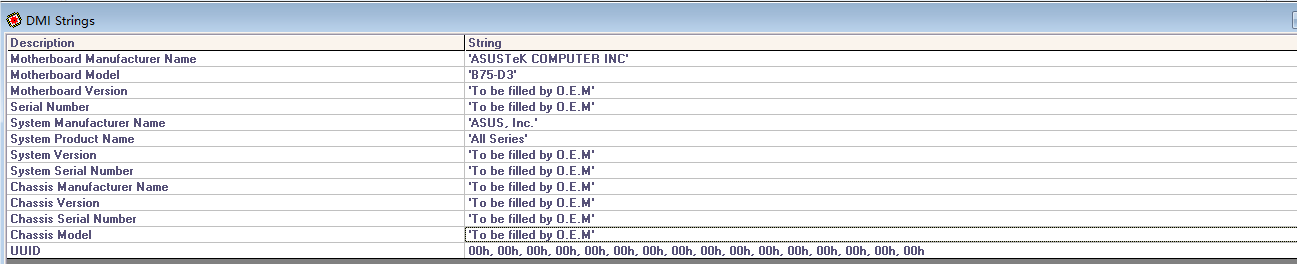 DMI Strings
Description String
Motherboard Manufacturer Name 'ASUSTeK COMPUTER INC'
Motherboard Model 'B75-D3'
Motherboard Version 'To be filled by O.E.M'
Serial Number 'To be filled by O.E.M'
System Manufacturer Name 'ASUS, Inc.'
System Product Name 'All Series'
System Version 'To be filled by O.E.M'
System Serial Number 'To be filled by O.E.M'
Chassis Manufacturer Name 'To be filled by O.E.M'
Chassis Version 'To be filled by O.E.M'
Chassis Serial Number 'To be filled by O.E.M'
Chassis Model 'To be filled by O.E.M'
UUID 00h, 00h, 00h, 00h, 00h, 00h, 00h, 00h, 00h, 00h, 00h, 00h, 00h, 00h, 00h, 00h